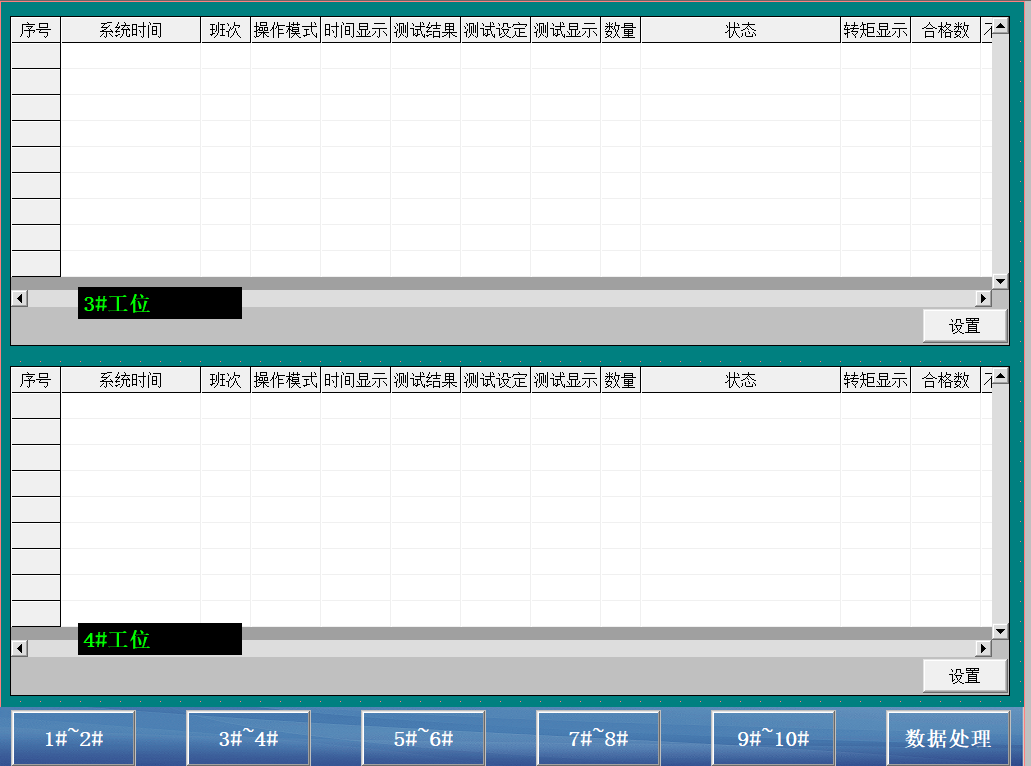 序号 系统时间 班次 操作模式 时间显示 测试结果 测试设定 测试显示 数量 状态 转矩显示 合格数
3#工位
设置
序号 系统时间 班次 操作模式 时间显示 测试结果 测试设定 测试显示 数量 状态 转矩显示 合格数
4#工位
设置
1#~2# 3#~4# 5#~6# 7#~8# 9#~10# 数据处理